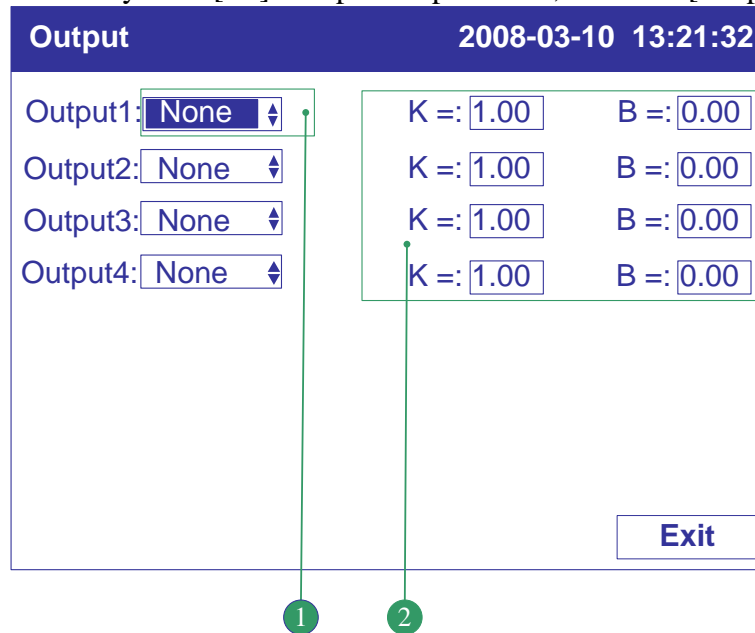 Output 2008-03-10 13:21:32
Output1: None K =: 1.00 B =: 0.00
Output2: None K =: 1.00 B =: 0.00
Output3: None K =: 1.00 B =: 0.00
Output4: None K =: 1.00 B =: 0.00
Exit
1 2